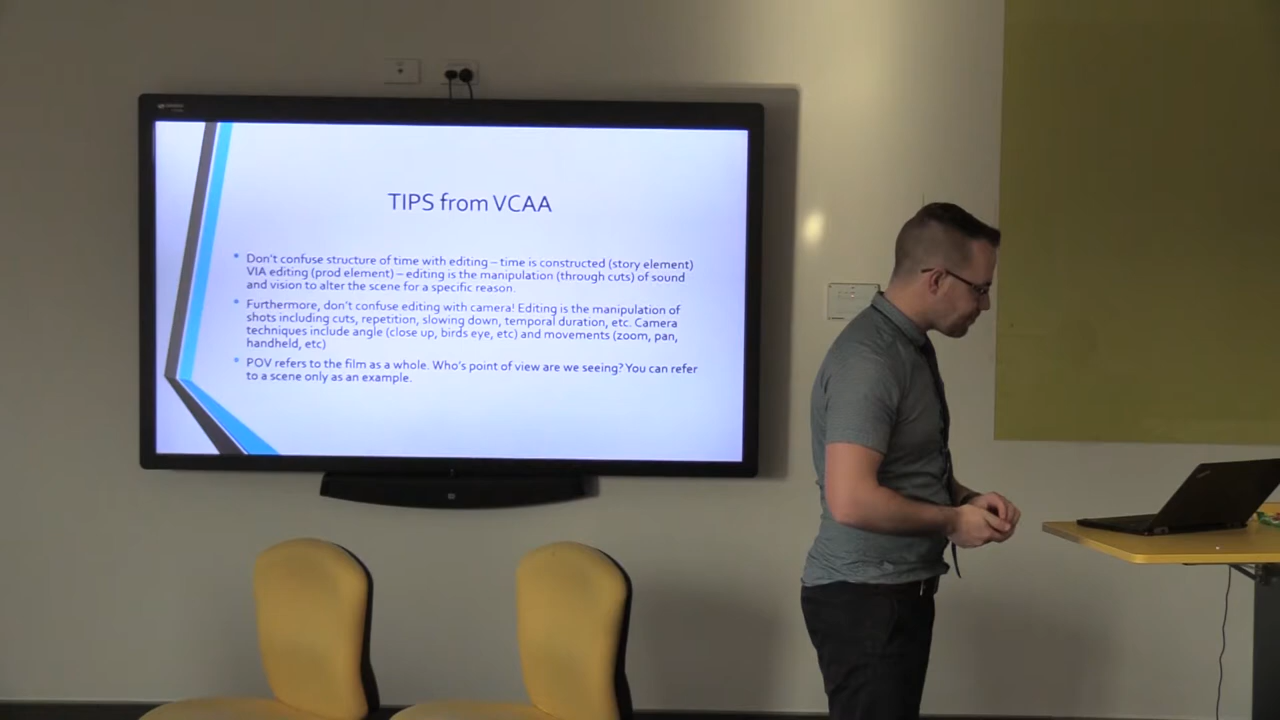 TIPS from VCAA
Don't confuse structure of time with editing – time is constructed (story element)
VIA editing (prod element) – editing is the manipulation (through cuts) of sound
and vision to alter the scene for a specific reason.
Furthermore, don't confuse editing with camera! Editing is the manipulation of
shots including cuts, repetition, slowing down, temporal duration, etc. Camera
techniques include angle (close up, birds eye, etc) and movements (zoom, pan,
handheld, etc)
POV refers to the film as a whole. Who's point of view are we seeing? You can refer
to a scene only as an example.